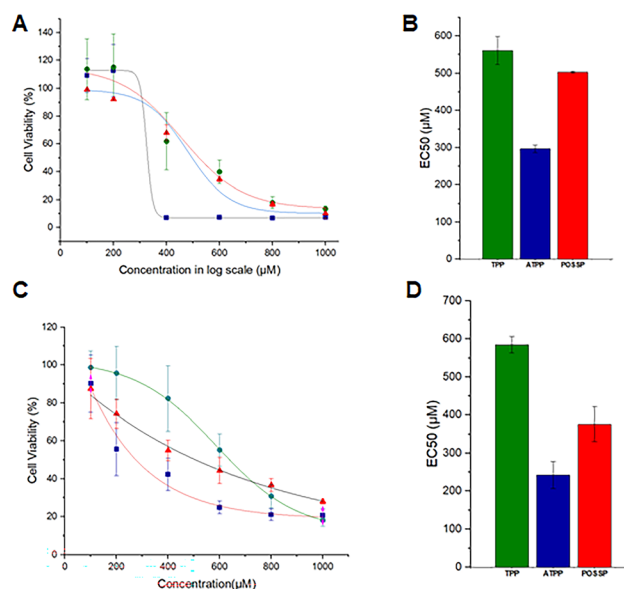 A
Cell Viability (%)
140
120
100
80
60
40
20
0
0 200 400 600 800 1000
Concentration in log scale (µM)
B
EC50 (µM)
600
500
400
300
200
100
0
TPP ATPP POSSP
C
Cell Viability (%)
120
100
80
60
40
20
0
0 200 400 600 800 1000
Concentration(µM)
D
EC50 (µM)
700
600
500
400
300
200
100
0
TPP ATPP POSSP